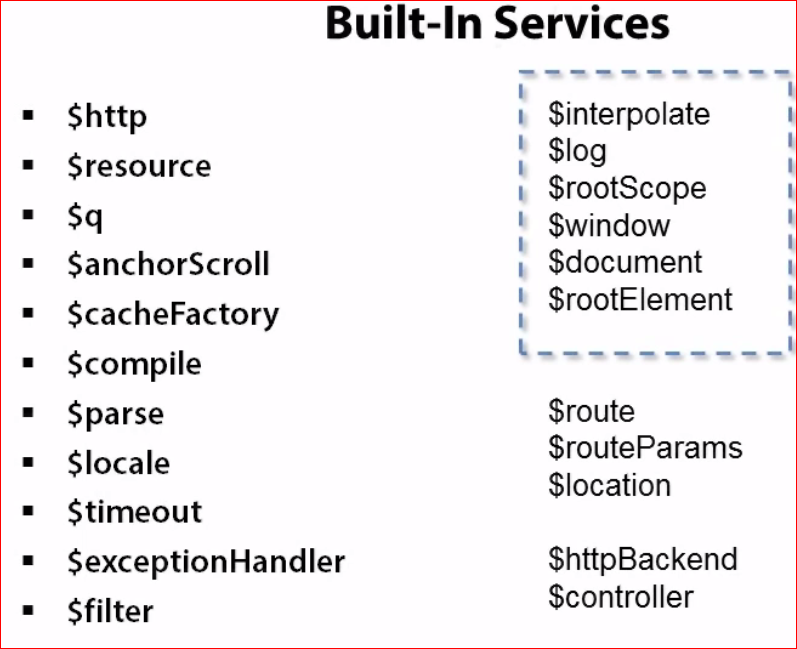 Built-In Services
▪ $http
▪ $resource
▪ $q
▪ $anchorScroll
▪ $cacheFactory
▪ $compile
▪ $parse
▪ $locale
▪ $timeout
▪ $exceptionHandler
▪ $filter
$interpolate
$log
$rootScope
$window
$document
$rootElement
$route
$routeParams
$location
$httpBackend
$controller